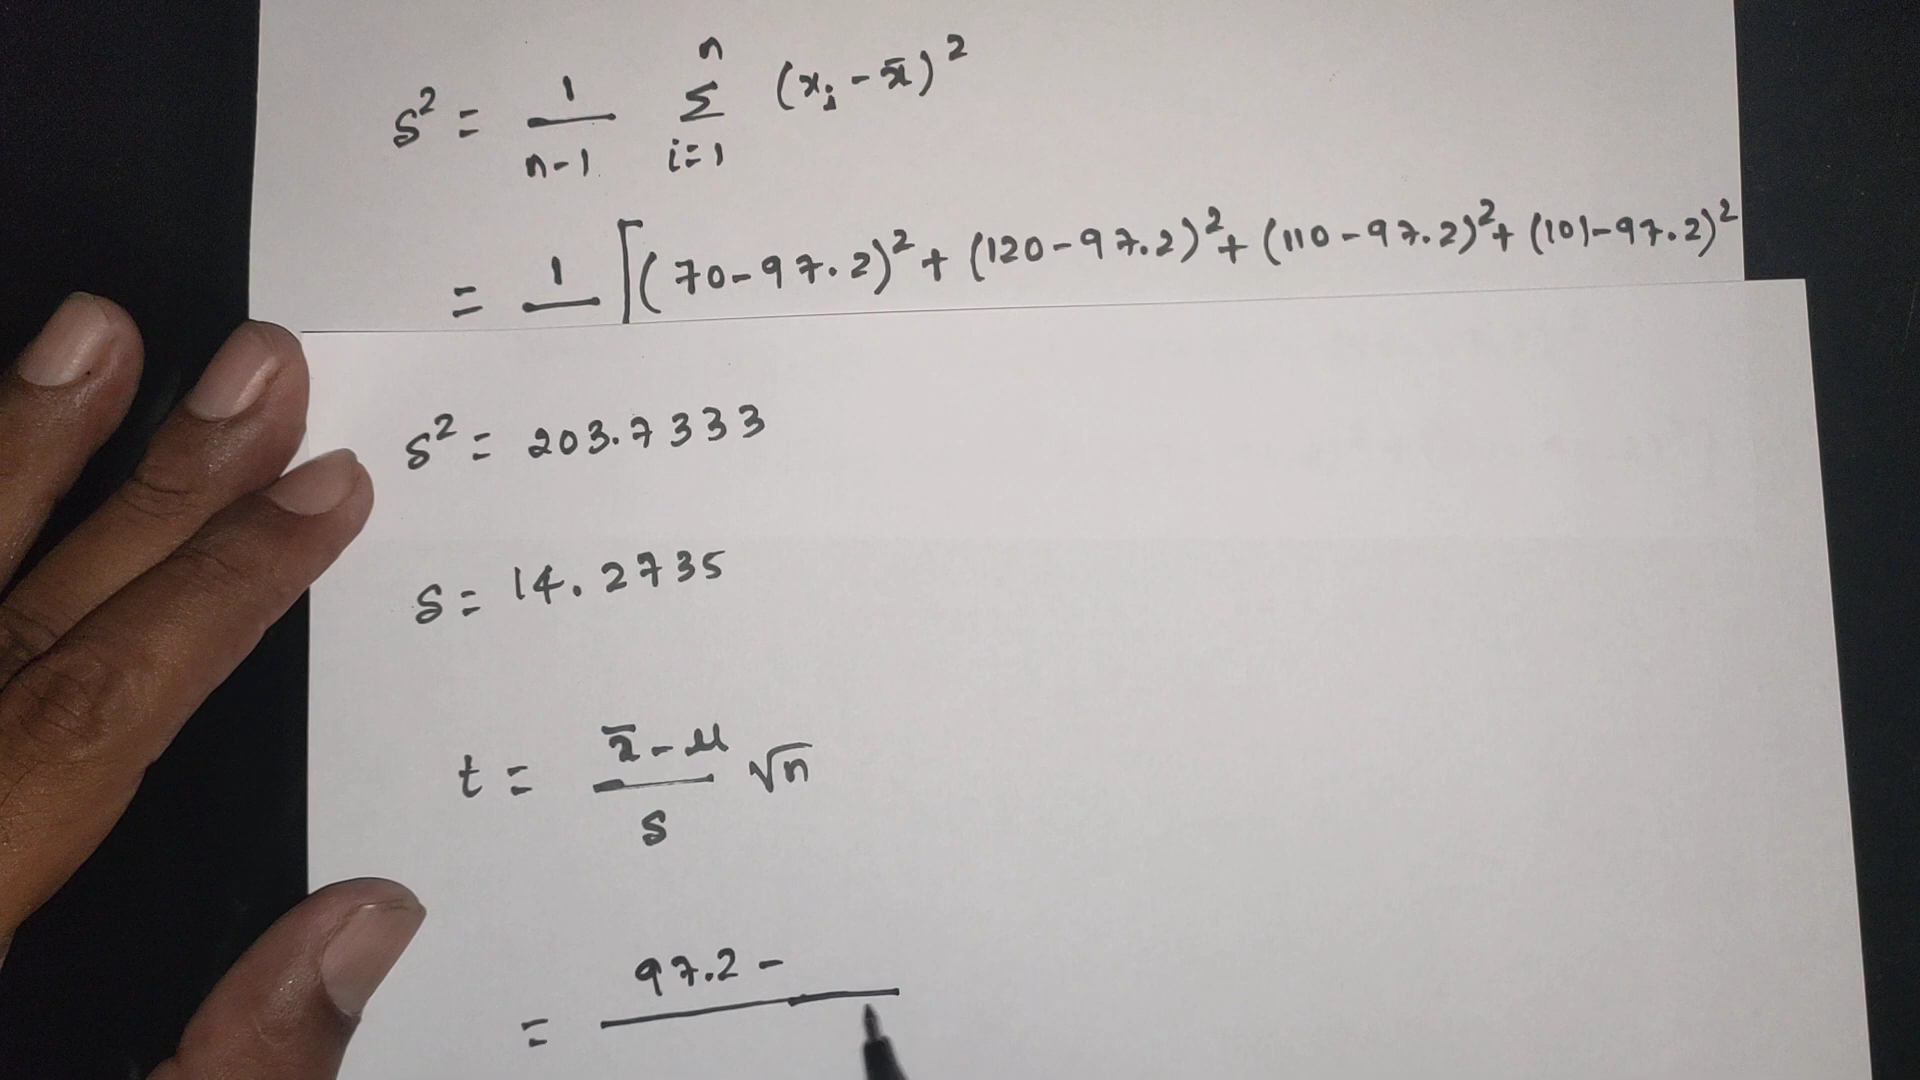 s² = 1/(n-1) Σ_{i=1}^{n} (x_i - x̄)²
= 1/ [(70-97.2)² + (120-97.2)² + (110-97.2)² + (101-97.2)²
s² = 203.7333
s = 14.2735
t = (x̄ - μ)/s √n
= 97.2 -